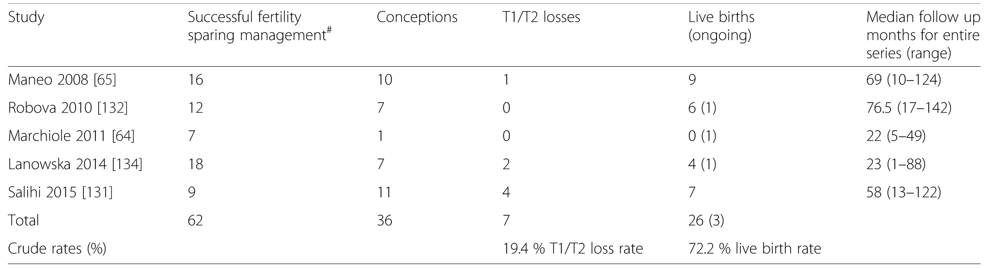 Study Successful fertility sparing management# Conceptions T1/T2 losses Live births (ongoing) Median follow up months for entire series (range)
Maneo 2008 [65] 16 10 1 9 69 (10–124)
Robova 2010 [132] 12 7 0 6 (1) 76.5 (17–142)
Marchiole 2011 [64] 7 1 0 0 (1) 22 (5–49)
Lanowska 2014 [134] 18 7 2 4 (1) 23 (1–88)
Salihi 2015 [131] 9 11 4 7 58 (13–122)
Total 62 36 7 26 (3)
Crude rates (%) 19.4 % T1/T2 loss rate 72.2 % live birth rate